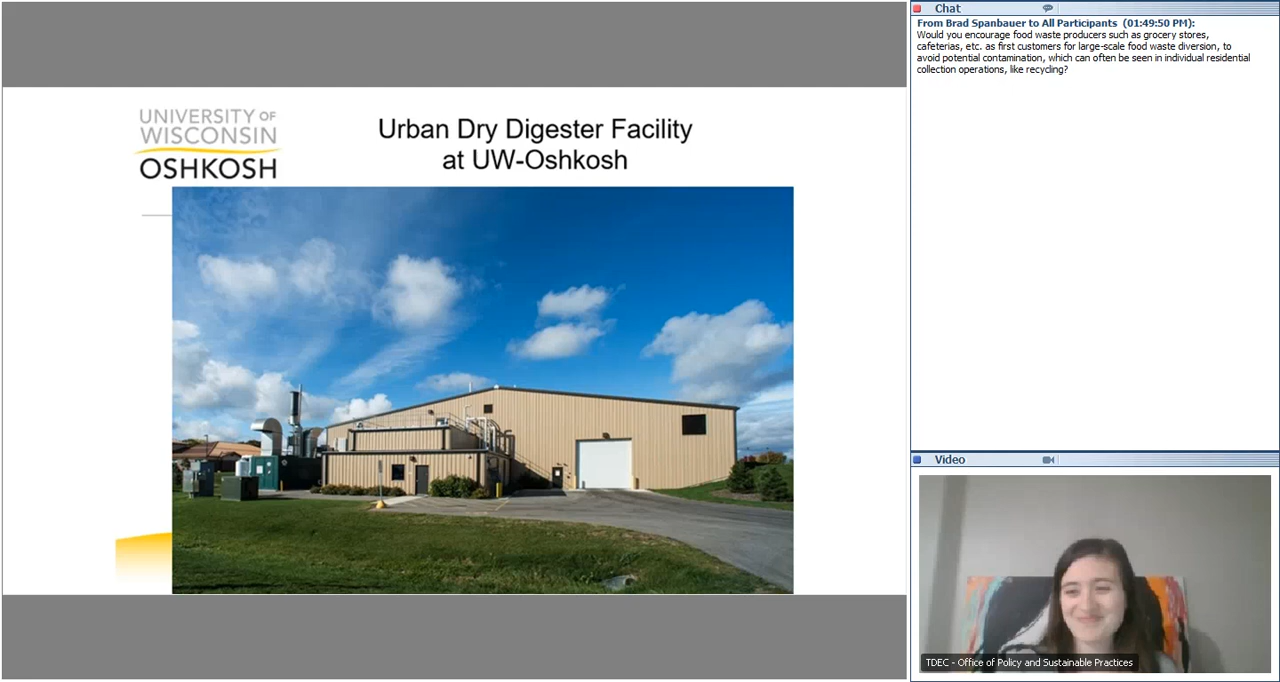 UNIVERSITY OF
WISCONSIN
OSHKOSH
Urban Dry Digester Facility
at UW-Oshkosh
Chat
From Brad Spanbauer to All Participants (01:49:50 PM):
Would you encourage food waste producers such as grocery stores,
cafeterias, etc. as first customers for large-scale food waste diversion, to
avoid potential contamination, which can often be seen in individual residential
collection operations, like recycling?
Video
TDEC - Office of Policy and Sustainable Practices